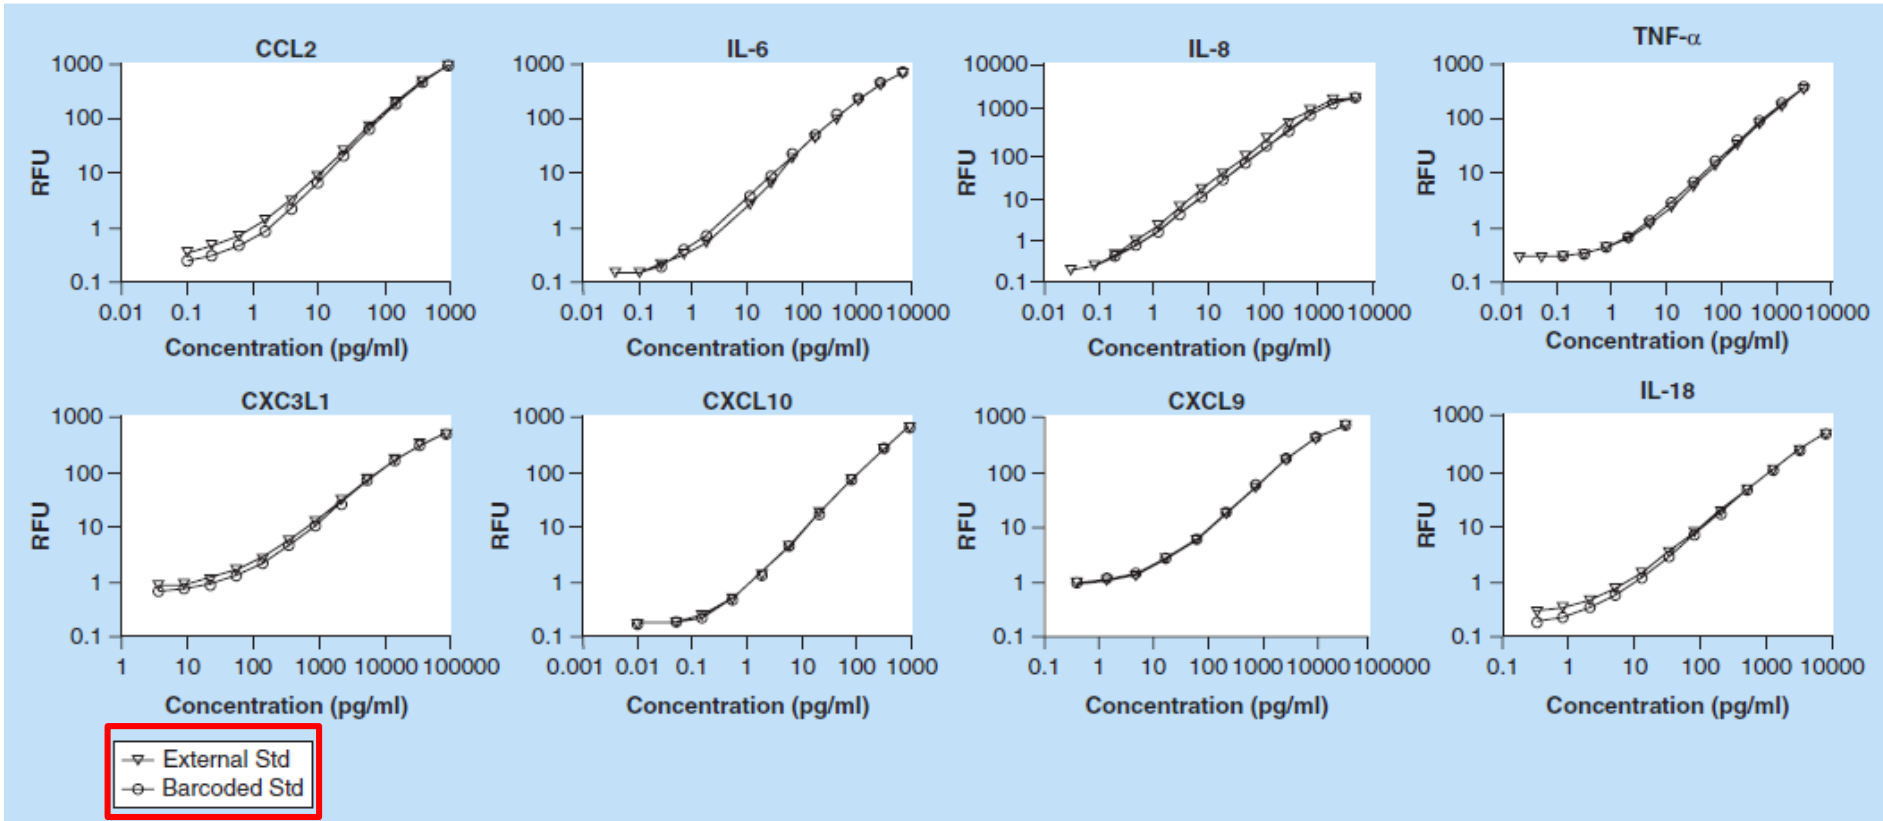 CCL2
1000
100
10
1
0.1
RFU
0.01 0.1 1 10 100 1000
Concentration (pg/ml)
IL-6
1000
100
10
1
0.1
0.01 0.1 1 10 100 1000 10000
Concentration (pg/ml)
IL-8
10000
1000
100
10
1
0.1
RFU
0.01 0.1 1 10 100 1000 10000
Concentration (pg/ml)
TNF-α
1000
100
10
1
0.1
RFU
0.01 0.1 1 10 100 1000 10000
Concentration (pg/ml)
CXC3L1
1000
100
10
1
0.1
RFU
1 10 100 1000 10000 100000
Concentration (pg/ml)
CXCL10
1000
100
10
1
0.1
RFU
0.001 0.01 0.1 1 10 100 1000
Concentration (pg/ml)
CXCL9
1000
100
10
1
0.1
RFU
0.1 1 10 100 1000 10000 100000
Concentration (pg/ml)
IL-18
1000
100
10
1
0.1
RFU
0.1 1 10 100 1000 10000
Concentration (pg/ml)
External Std
Barcoded Std